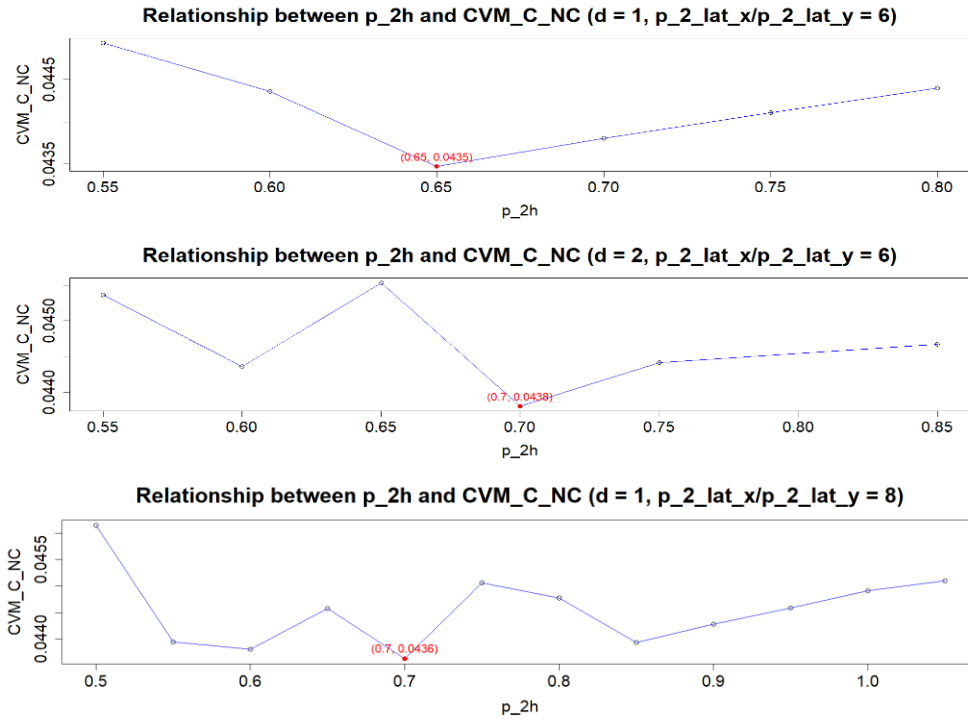 Relationship between p_2h and CVM_C_NC (d = 1, p_2_lat_x/p_2_lat_y = 6)
CVM_C_NC
0.0445
0.0435
(0.65, 0.0435)
0.55 0.60 0.65 0.70 0.75 0.80
p_2h
Relationship between p_2h and CVM_C_NC (d = 2, p_2_lat_x/p_2_lat_y = 6)
CVM_C_NC
0.0450
0.0440
(0.7, 0.0438)
0.55 0.60 0.65 0.70 0.75 0.80 0.85
p_2h
Relationship between p_2h and CVM_C_NC (d = 1, p_2_lat_x/p_2_lat_y = 8)
CVM_C_NC
0.0455
0.0440
(0.7, 0.0436)
0.5 0.6 0.7 0.8 0.9 1.0
p_2h